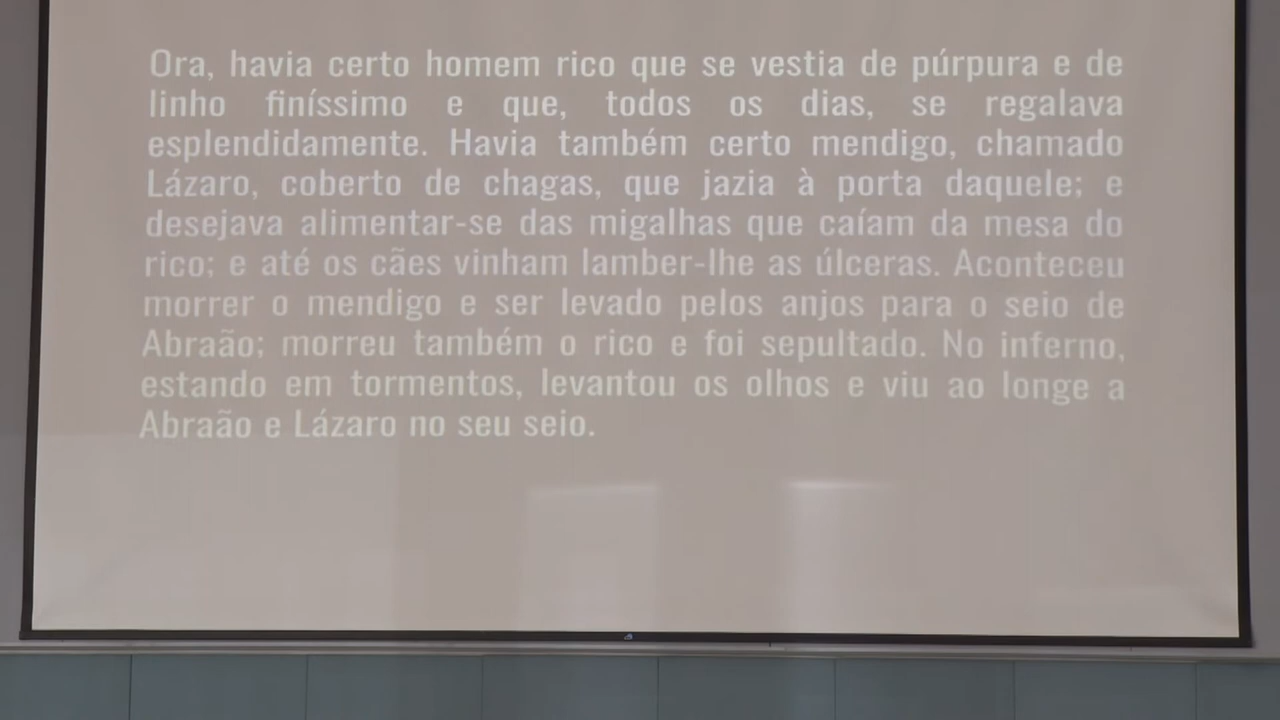 Ora, havia certo homem rico que se vestia de púrpura e de
linho finíssimo e que, todos os dias, se regalava
esplendidamente. Havia também certo mendigo, chamado
Lázaro, coberto de chagas, que jazia à porta daquele; e
desejava alimentar-se das migalhas que caíam da mesa do
rico; e até os cães vinham lamber-lhe as úlceras. Aconteceu
morrer o mendigo e ser levado pelos anjos para o seio de
Abraão; morreu também o rico e foi sepultado. No inferno,
estando em tormentos, levantou os olhos e viu ao longe a
Abraão e Lázaro no seu seio.